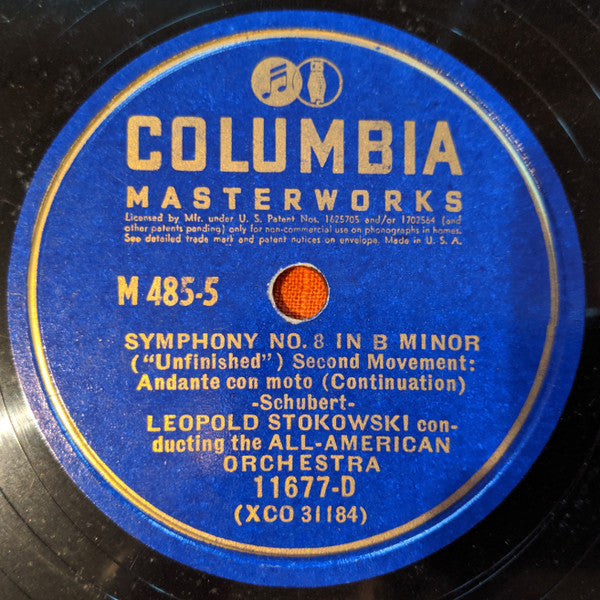 COLUMBIA
MASTERWORKS
Licensed by Mfr. under U. S. Patent Nos. 1625705 and/or 1702564 (and
other patents pending) only for non-commercial use on phonographs in homes.
See detailed trade mark and patent notices on envelope. Made in U. S. A.
M 485-5
SYMPHONY NO. 8 IN B MINOR
("Unfinished") Second Movement:
Andante con moto (Continuation)
-Schubert-
LEOPOLD STOKOWSKI con-
ducting the ALL-AMERICAN
ORCHESTRA
11677-D
(XCO 31184)